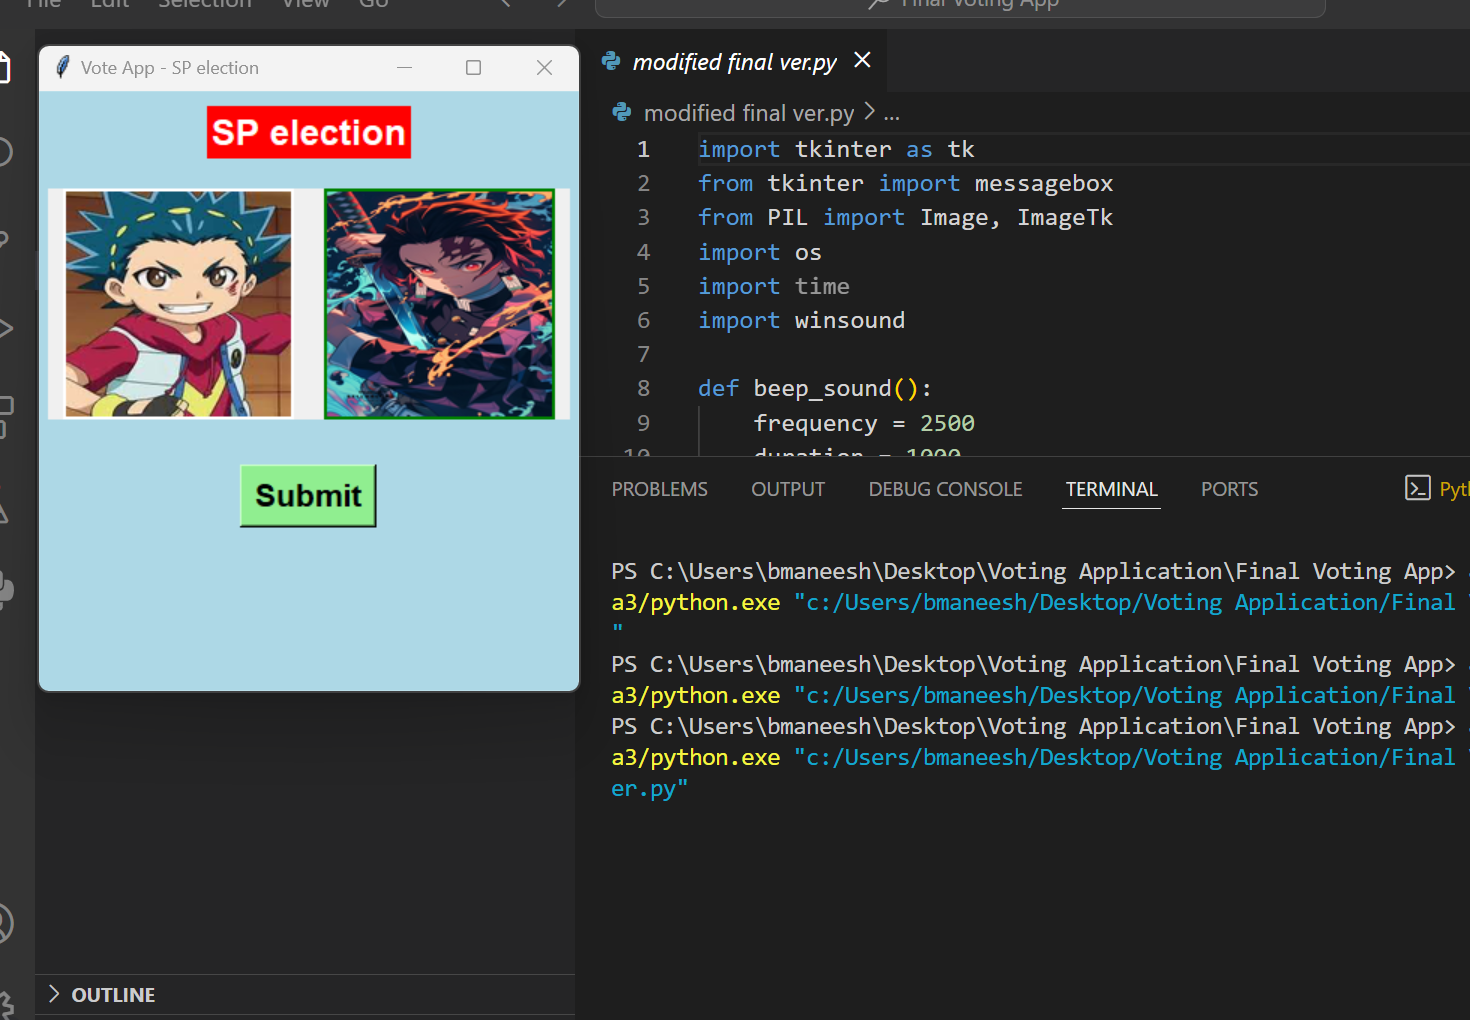 File Edit Selection View Go
Final Voting App
Vote App - SP election
SP election
Submit
modified final ver.py
modified final ver.py > ...
1 import tkinter as tk
2 from tkinter import messagebox
3 from PIL import Image, ImageTk
4 import os
5 import time
6 import winsound
7
8 def beep_sound():
9 frequency = 2500
10 duration = 1000
PROBLEMS OUTPUT DEBUG CONSOLE TERMINAL PORTS
PS C:\Users\bmaneesh\Desktop\Voting Application\Final Voting App>
a3/python.exe "c:/Users/bmaneesh/Desktop/Voting Application/Final
"
PS C:\Users\bmaneesh\Desktop\Voting Application\Final Voting App>
a3/python.exe "c:/Users/bmaneesh/Desktop/Voting Application/Final
PS C:\Users\bmaneesh\Desktop\Voting Application\Final Voting App>
a3/python.exe "c:/Users/bmaneesh/Desktop/Voting Application/Final
er.py"
OUTLINE